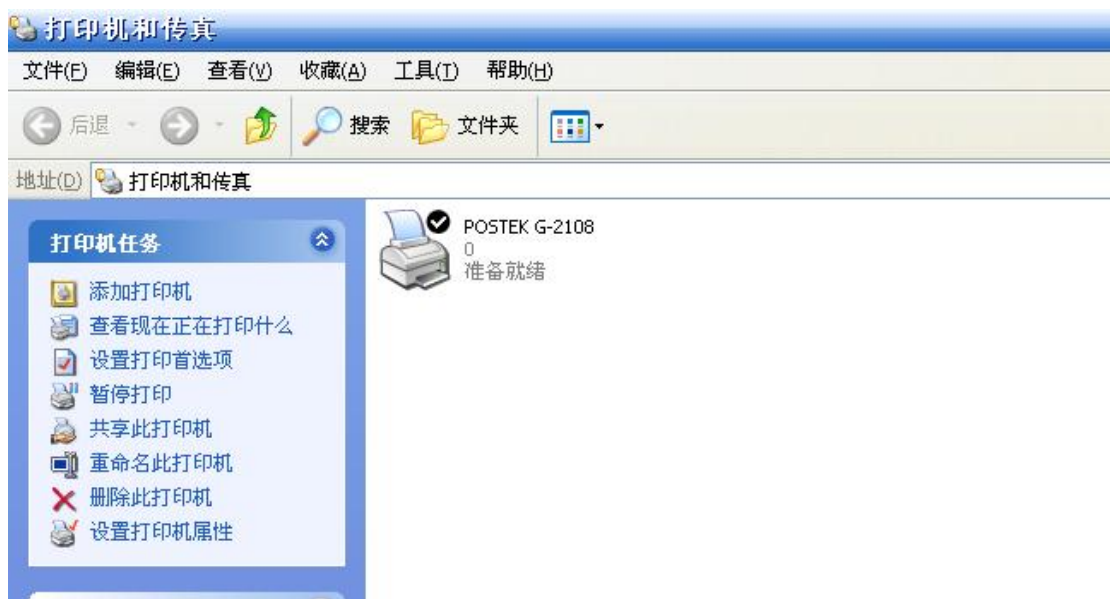 打印机和传真
文件(F) 编辑(E) 查看(V) 收藏(A) 工具(T) 帮助(H)
后退 搜索 文件夹
地址(D) 打印机和传真
打印机任务
添加打印机
查看现在正在打印什么
设置打印首选项
暂停打印
共享此打印机
重命名此打印机
删除此打印机
设置打印机属性
POSTEK G-2108
0
准备就绪